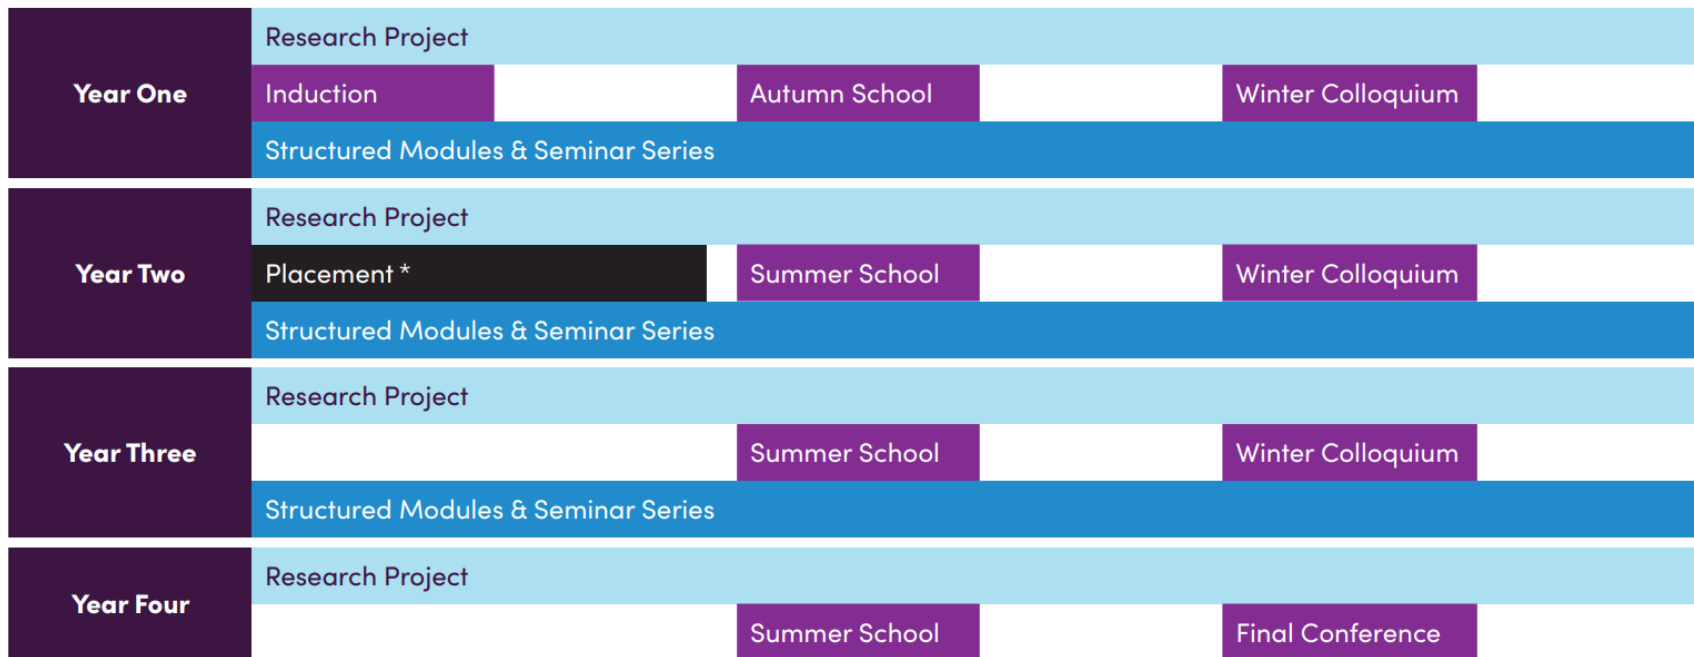 Research Project
Year One
Induction
Autumn School
Winter Colloquium
Structured Modules & Seminar Series
Research Project
Year Two
Placement *
Summer School
Winter Colloquium
Structured Modules & Seminar Series
Research Project
Year Three
Summer School
Winter Colloquium
Structured Modules & Seminar Series
Research Project
Year Four
Summer School
Final Conference